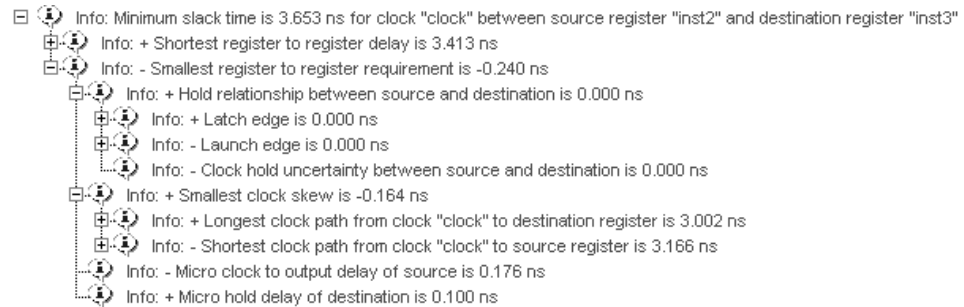 Info: Minimum slack time is 3.653 ns for clock "clock" between source register "inst2" and destination register "inst3"
Info: + Shortest register to register delay is 3.413 ns
Info: - Smallest register to register requirement is -0.240 ns
Info: + Hold relationship between source and destination is 0.000 ns
Info: + Latch edge is 0.000 ns
Info: - Launch edge is 0.000 ns
Info: - Clock hold uncertainty between source and destination is 0.000 ns
Info: + Smallest clock skew is -0.164 ns
Info: + Longest clock path from clock "clock" to destination register is 3.002 ns
Info: - Shortest clock path from clock "clock" to source register is 3.166 ns
Info: - Micro clock to output delay of source is 0.176 ns
Info: + Micro hold delay of destination is 0.100 ns